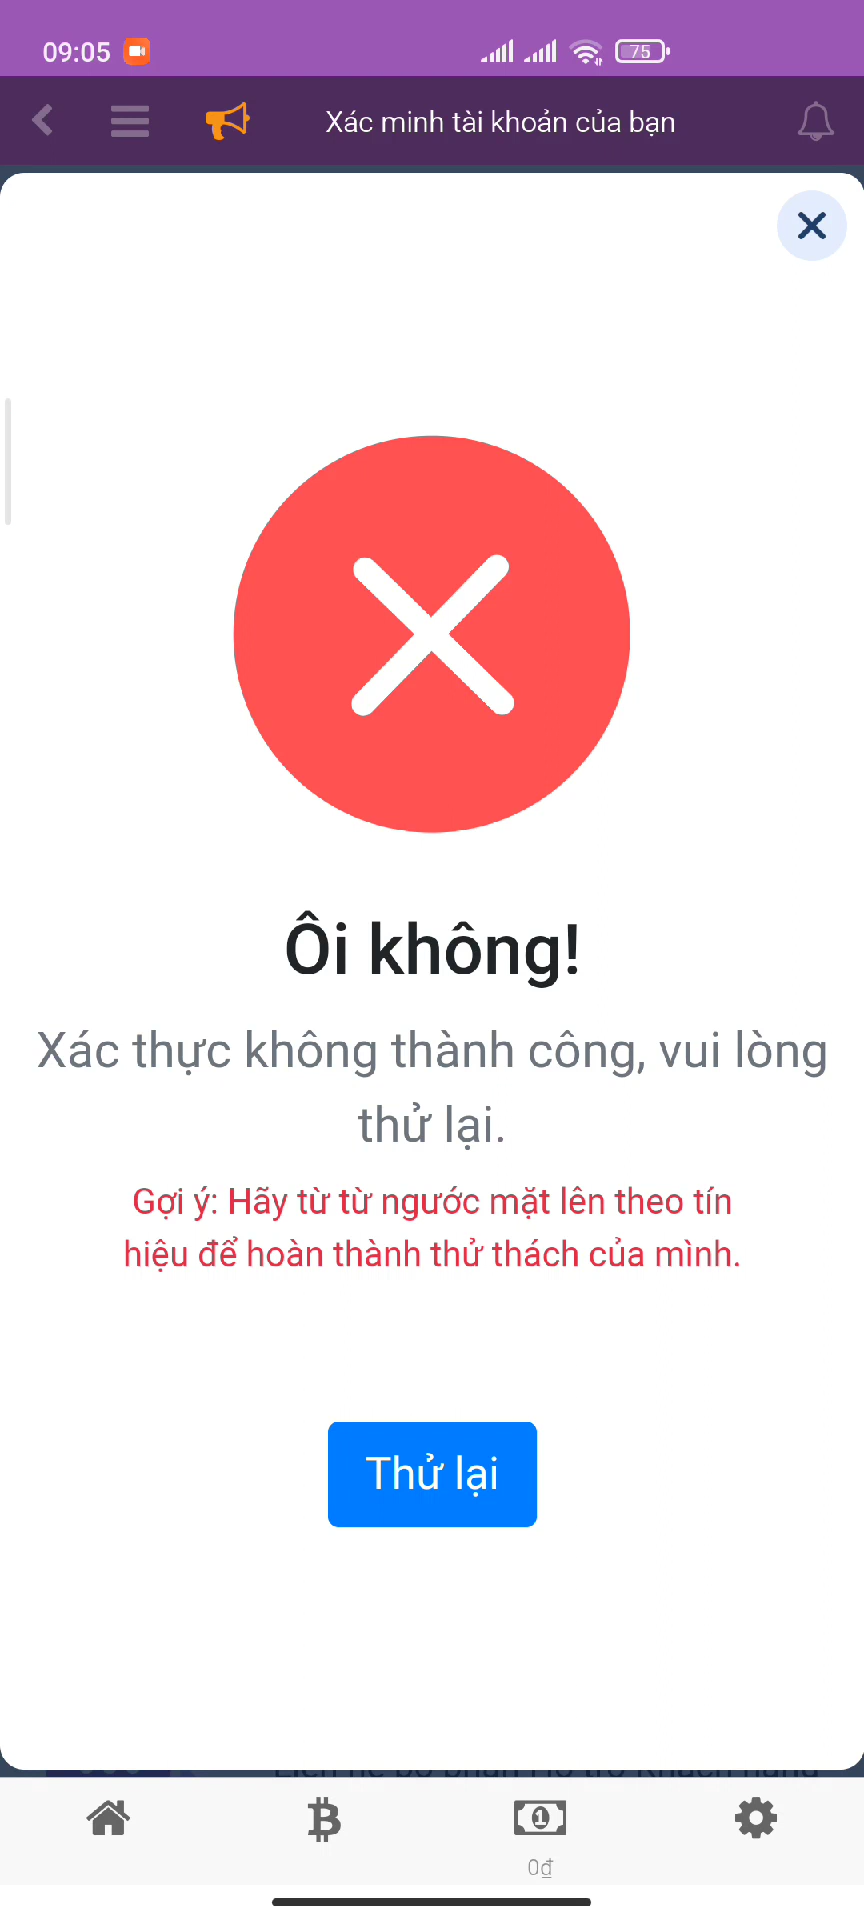 09:05
75
Xác minh tài khoản của bạn
Ôi không!
Xác thực không thành công, vui lòng
thử lại.
Gợi ý: Hãy từ từ ngước mặt lên theo tín
hiệu để hoàn thành thử thách của mình.
Thử lại
0₫